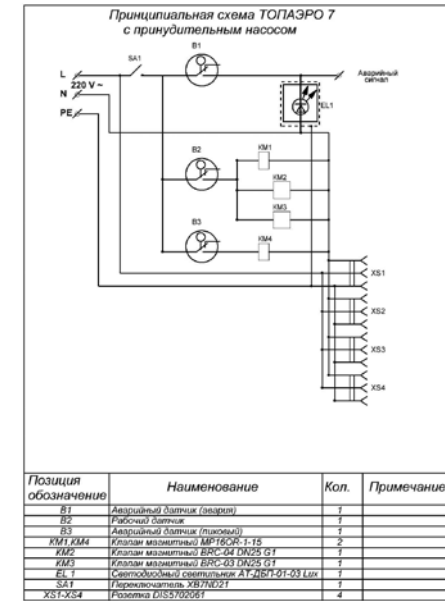 Принципиальная схема ТОПАЭРО 7
с принудительным насосом
B1
SA1
L
Аварийный
сигнал
220 V ~
N
EL1
PE
B2
KM1
KM2
KM3
B3
KM4
XS1
XS2
XS3
XS4
Позиция обозначение Наименование Кол. Примечание
B1 Аварийный датчик (авария) 1
B2 Рабочий датчик 1
B3 Аварийный датчик (пиковый) 1
KM1,KM4 Клапан магнитный MP16OR-1-15 2
KM2 Клапан магнитный BRC-04 DN25 G1 1
KM3 Клапан магнитный BRC-03 DN25 G1 1
EL 1 Светодиодный светильник АТ-ДБП-01-03 Lux 1
SA1 Переключатель XB7ND21 1
XS1-XS4 Розетка DIS5702061 4